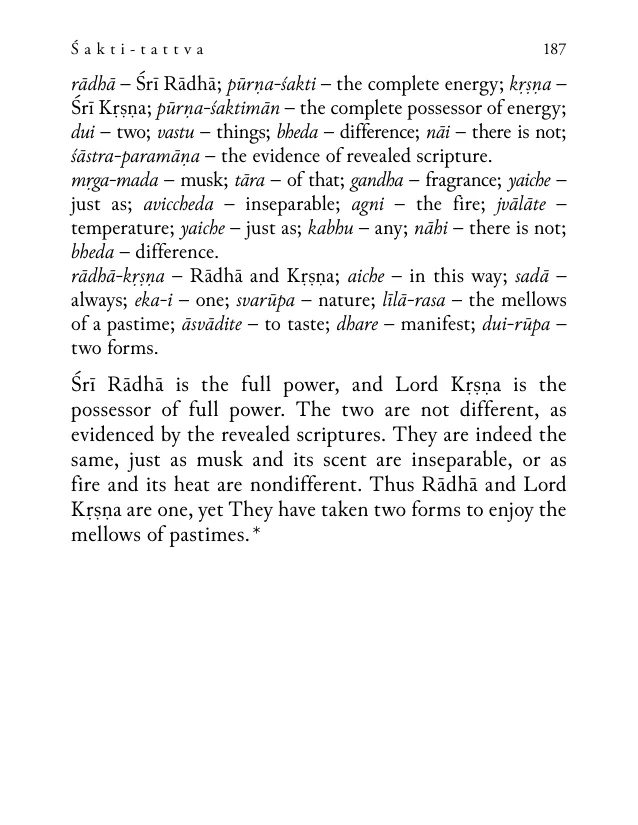 Śakti-tattva 187
rādhā – Śrī Rādhā; pūrṇa-śakti – the complete energy; kṛṣṇa –
Śrī Kṛṣṇa; pūrṇa-śaktimān – the complete possessor of energy;
dui – two; vastu – things; bheda – difference; nāi – there is not;
śāstra-paramāṇa – the evidence of revealed scripture.
mṛga-mada – musk; tāra – of that; gandha – fragrance; yaiche –
just as; aviccheda – inseparable; agni – the fire; jvālāte –
temperature; yaiche – just as; kabhu – any; nāhi – there is not;
bheda – difference.
rādhā-kṛṣṇa – Rādhā and Kṛṣṇa; aiche – in this way; sadā –
always; eka-i – one; svarūpa – nature; līlā-rasa – the mellows
of a pastime; āsvādite – to taste; dhare – manifest; dui-rūpa –
two forms.
Śrī Rādhā is the full power, and Lord Kṛṣṇa is the
possessor of full power. The two are not different, as
evidenced by the revealed scriptures. They are indeed the
same, just as musk and its scent are inseparable, or as
fire and its heat are nondifferent. Thus Rādhā and Lord
Kṛṣṇa are one, yet They have taken two forms to enjoy the
mellows of pastimes.*